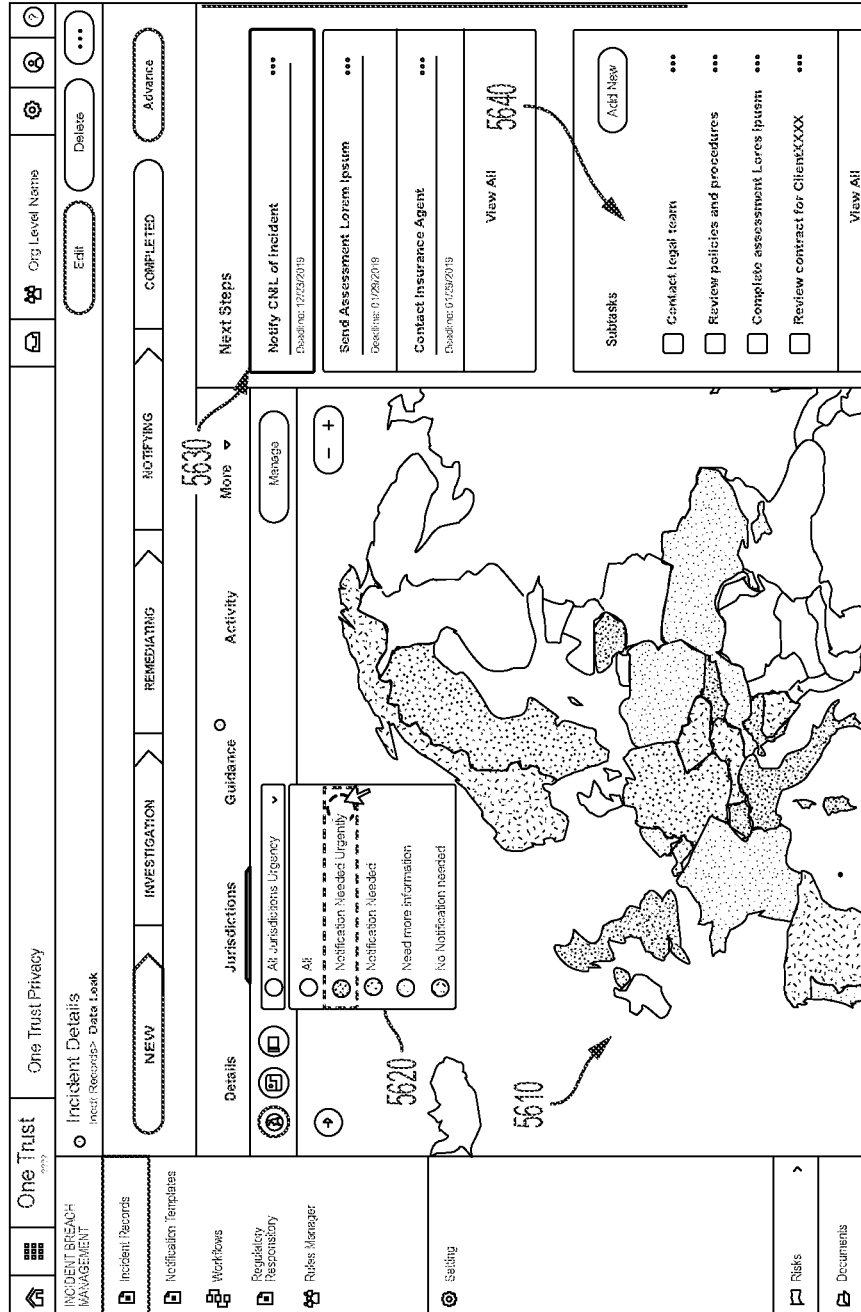 One Trust
One Trust Privacy
Org Level Name
INCIDENT BREACH
MANAGEMENT
Incident Records
Notification Templates
Workflows
Regulatory
Responsitory
Rules Manager
Setting
Risks
Documents
Incident Details
Records> Data Leak
Edit
Delete
NEW
INVESTIGATION
REMEDIATING
NOTIFYING
COMPLETED
Advance
Details
Jurisdictions
Guidance
Activity
More
5630
All Jurisdictions Urgency
Manage
All
Notification Needed Urgently
Notification Needed
Need more information
No Notification needed
5620
5610
− +
Next Steps
Notify CNIL of Incident
Deadline: 12/23/2019
Send Assessment Lorem Ipsum
Deadline: 01/29/2019
Contact Insurance Agent
Deadline: 01/29/2019
View All
5640
Subtasks
Add New
Contact legal team
Review policies and procedures
Complete assessment Lores Ipsem
Review contract for ClientXXXX
View All